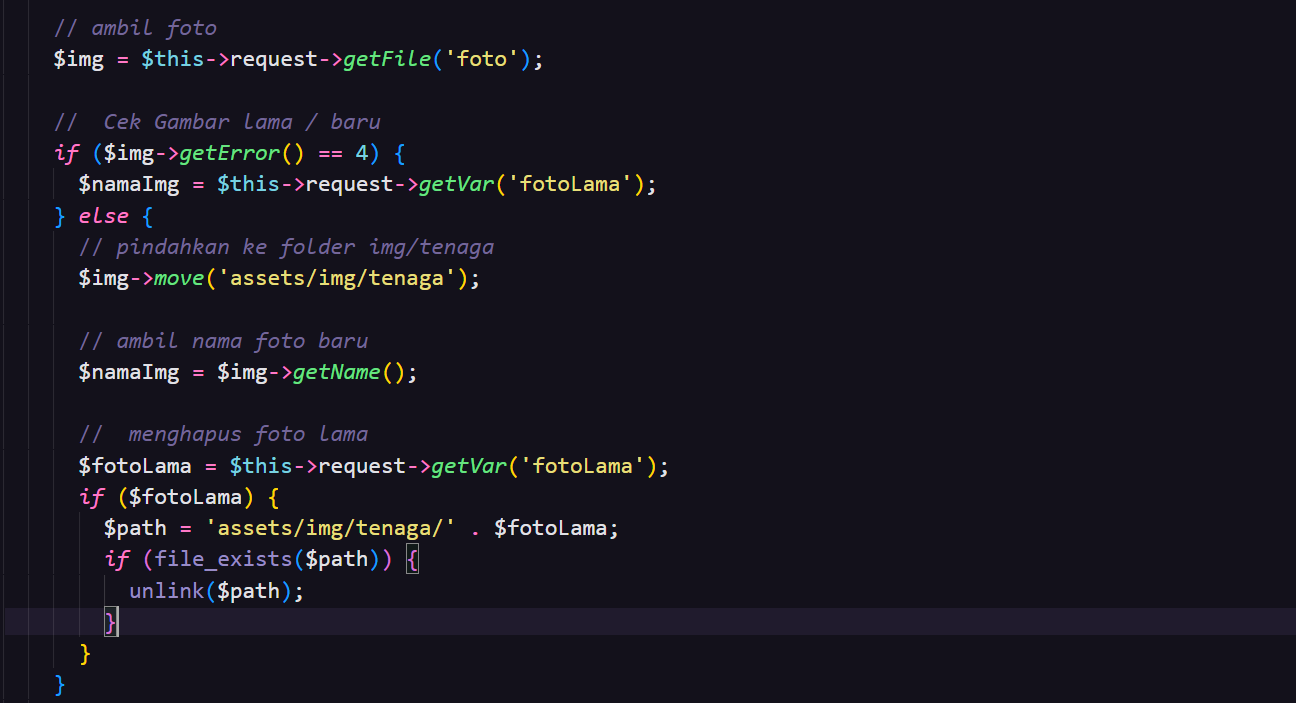 // ambil foto
$img = $this->request->getFile('foto');
//  Cek Gambar lama / baru
if ($img->getError() == 4) {
$namaImg = $this->request->getVar('fotoLama');
} else {
// pindahkan ke folder img/tenaga
$img->move('assets/img/tenaga');
// ambil nama foto baru
$namaImg = $img->getName();
//  menghapus foto lama
$fotoLama = $this->request->getVar('fotoLama');
if ($fotoLama) {
$path = 'assets/img/tenaga/' . $fotoLama;
if (file_exists($path)) {
unlink($path);
}
}
}